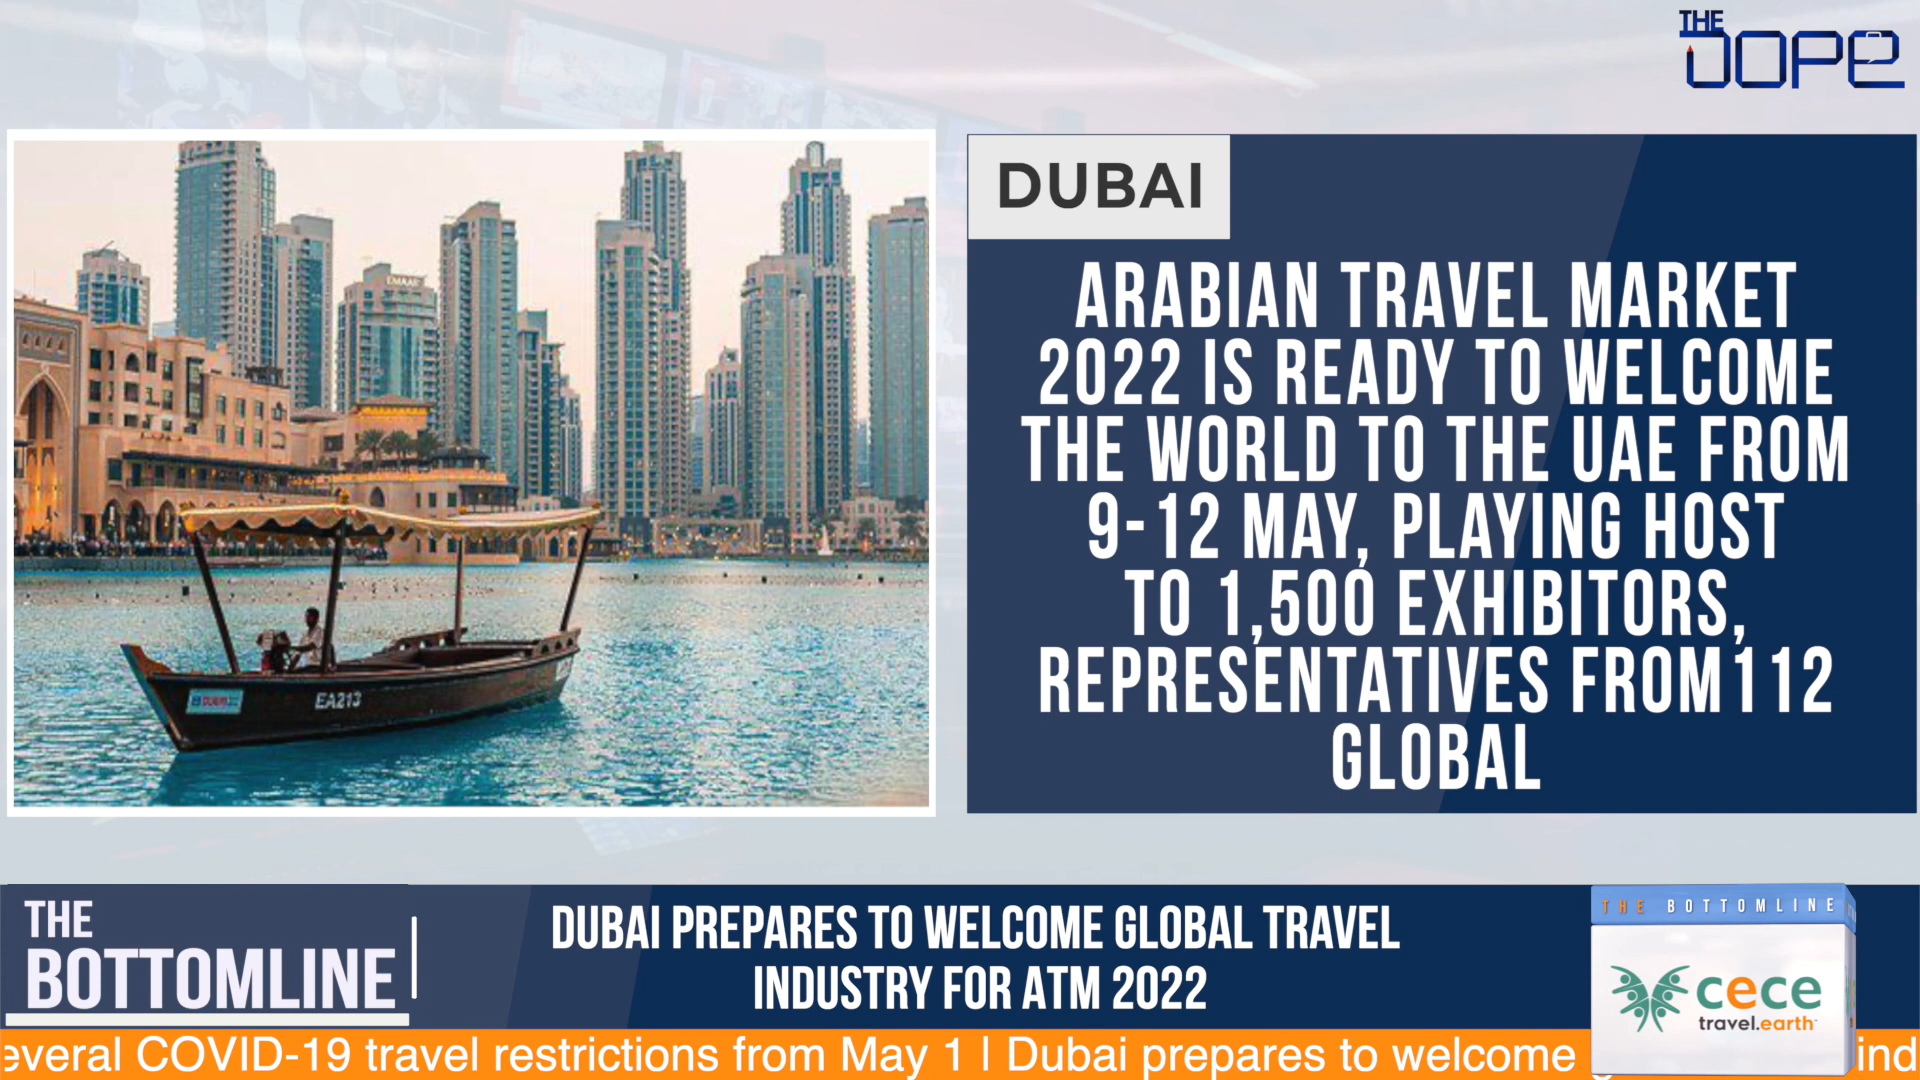 THE
DOPE
DUBAI
ARABIAN TRAVEL MARKET
2022 IS READY TO WELCOME
THE WORLD TO THE UAE FROM
9-12 MAY, PLAYING HOST
TO 1,500 EXHIBITORS,
REPRESENTATIVES FROM112
GLOBAL
EMAAR
EA213
THE
BOTTOMLINE
DUBAI PREPARES TO WELCOME GLOBAL TRAVEL
INDUSTRY FOR ATM 2022
THE BOTTOMLINE
cece
travel.earth
everal COVID-19 travel restrictions from May 1 | Dubai prepares to welcome ind